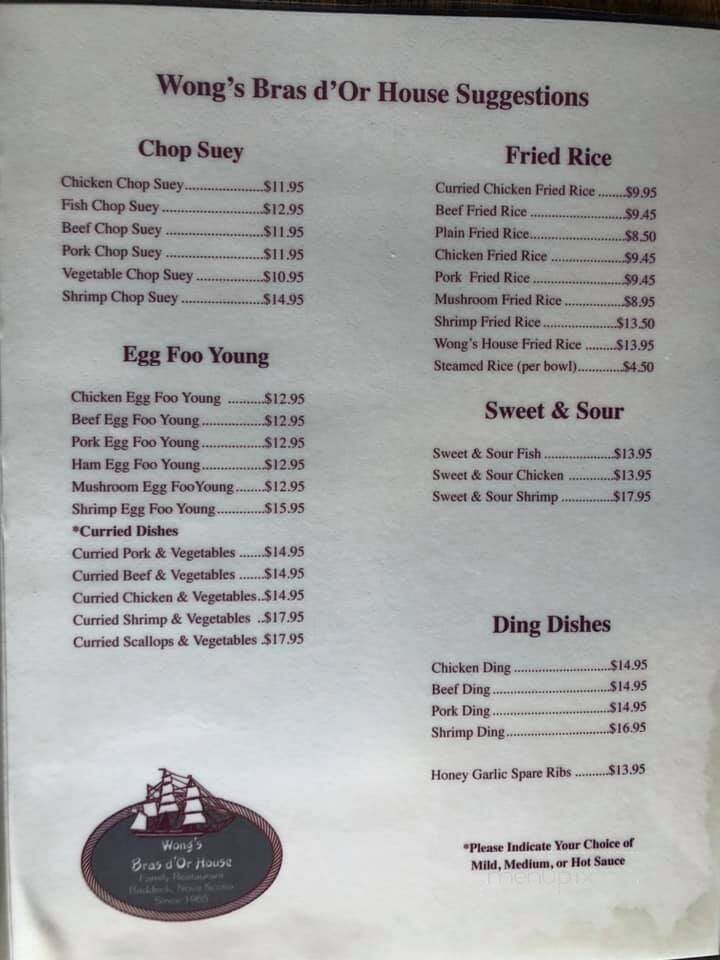 Wong's Bras d'Or House Suggestions
Chop Suey
Chicken Chop Suey......................$11.95
Fish Chop Suey ............................$12.95
Beef Chop Suey ...........................$11.95
Pork Chop Suey ...........................$11.95
Vegetable Chop Suey ..................$10.95
Shrimp Chop Suey ......................$14.95
Egg Foo Young
Chicken Egg Foo Young ..........$12.95
Beef Egg Foo Young.................$12.95
Pork Egg Foo Young.................$12.95
Ham Egg Foo Young.................$12.95
Mushroom Egg FooYoung........$12.95
Shrimp Egg Foo Young.............$15.95
*Curried Dishes
Curried Pork & Vegetables .......$14.95
Curried Beef & Vegetables .......$14.95
Curried Chicken & Vegetables..$14.95
Curried Shrimp & Vegetables ..$17.95
Curried Scallops & Vegetables .$17.95
Fried Rice
Curried Chicken Fried Rice ........$9.95
Beef Fried Rice ...........................$9.45
Plain Fried Rice...........................$8.50
Chicken Fried Rice .....................$9.45
Pork Fried Rice ..........................$9.45
Mushroom Fried Rice .................$8.95
Shrimp Fried Rice .....................$13.50
Wong's House Fried Rice .........$13.95
Steamed Rice (per bowl).............$4.50
Sweet & Sour
Sweet & Sour Fish ....................$13.95
Sweet & Sour Chicken .............$13.95
Sweet & Sour Shrimp ...............$17.95
Ding Dishes
Chicken Ding ............................$14.95
Beef Ding..................................$14.95
Pork Ding..................................$14.95
Shrimp Ding..............................$16.95
Honey Garlic Spare Ribs ..........$13.95
*Please Indicate Your Choice of
Mild, Medium, or Hot Sauce
menupix
Wong's
Bras d'Or House
Family Restaurant
Baddeck, Nova Scotia
Since 1968